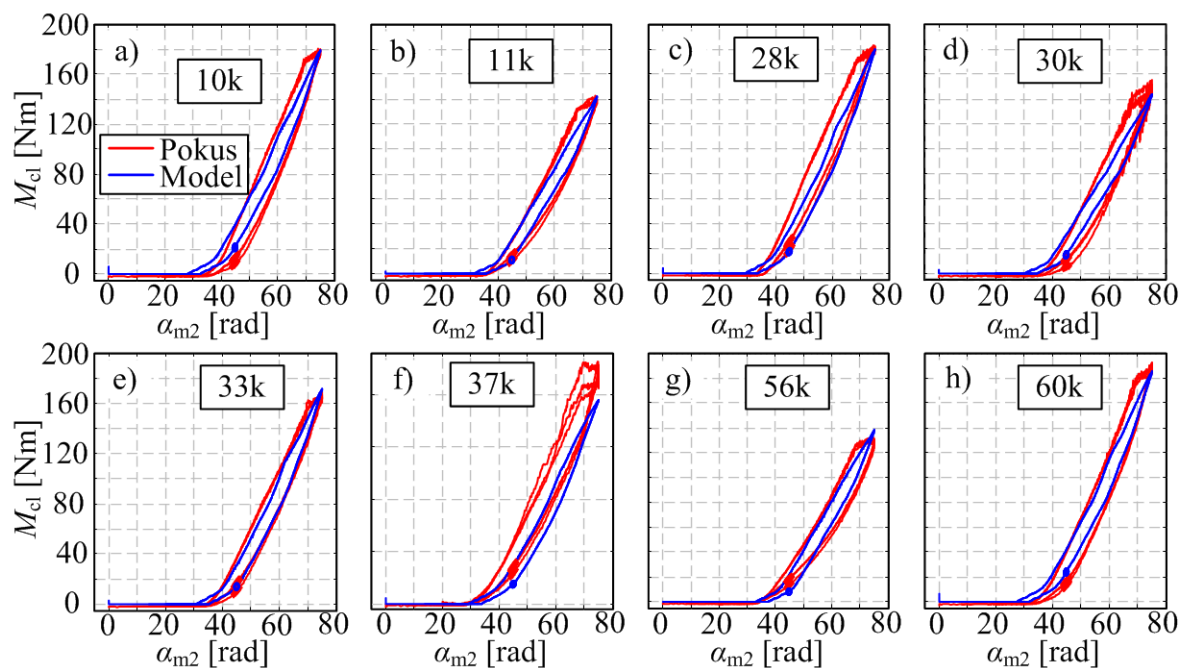 200
160
120
80
40
0
M_cl [Nm]
a)
10k
Pokus
Model
0 20 40 60 80
α_m2 [rad]
b)
11k
0 20 40 60 80
α_m2 [rad]
c)
28k
0 20 40 60 80
α_m2 [rad]
d)
30k
0 20 40 60 80
α_m2 [rad]
200
160
120
80
40
0
M_cl [Nm]
e)
33k
0 20 40 60 80
α_m2 [rad]
f)
37k
0 20 40 60 80
α_m2 [rad]
g)
56k
0 20 40 60 80
α_m2 [rad]
h)
60k
0 20 40 60 80
α_m2 [rad]